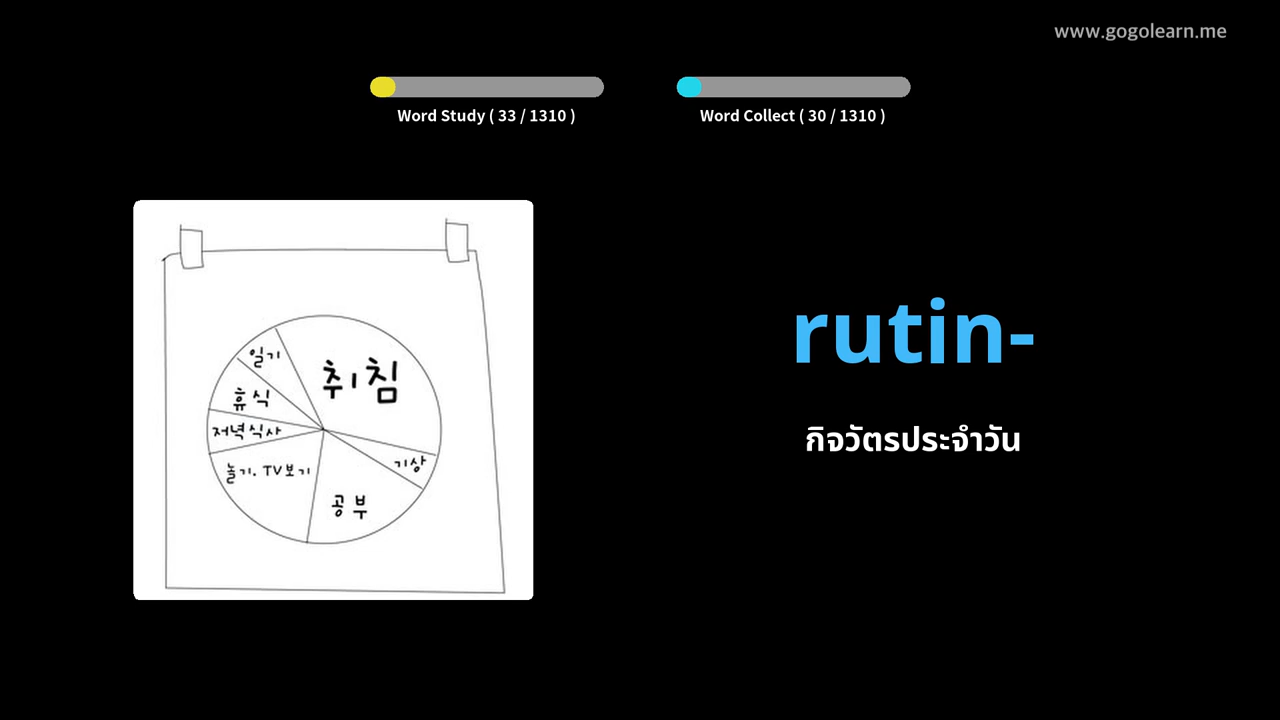 www.gogolearn.me
Word Study ( 33 / 1310 )
Word Collect ( 30 / 1310 )
일기
취침
휴식
저녁식사
놀기. TV보기
기상
공부
rutin-
กิจวัตรประจำวัน